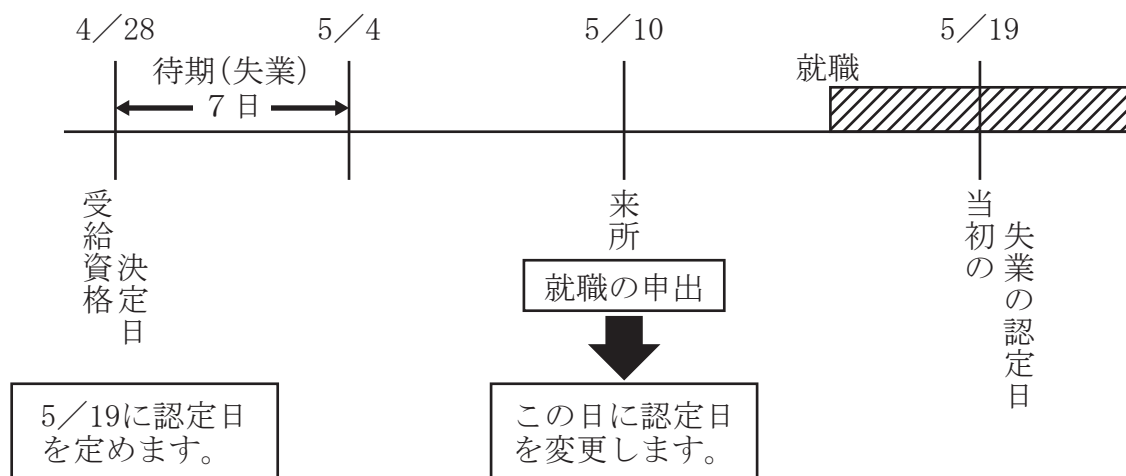 4／28
5／4
5／10
5／19
待期(失業)
7日
就職
受給資格
決定日
来所
当初の
失業の認定日
就職の申出
5／19に認定日
を定めます。
この日に認定日
を変更します。